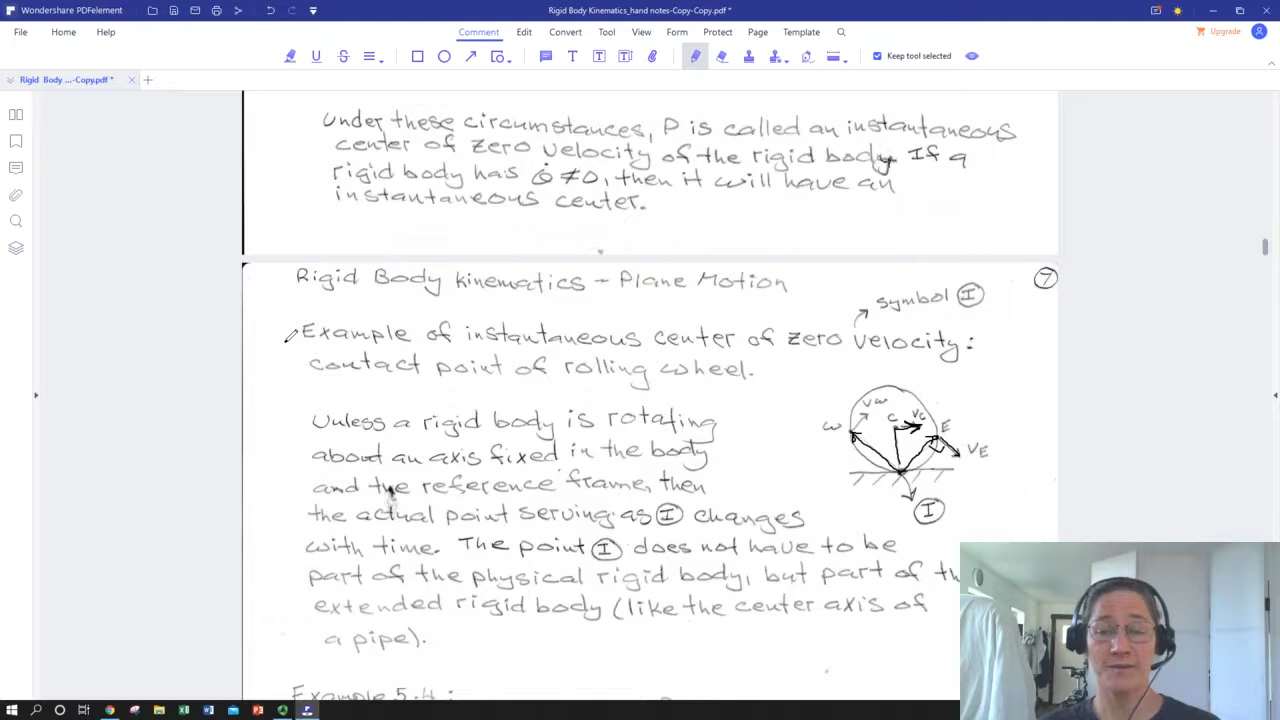 Wondershare PDFelement
Rigid Body Kinematics_hand notes-Copy-Copy.pdf *
File Home Help Comment Edit Convert Tool View Form Protect Page Template
Upgrade
Keep tool selected
Rigid Body ...-Copy.pdf *
Under these circumstances, P is called an instantaneous
center of zero velocity of the rigid body If a
rigid body has θ̇ ≠ 0, then it will have an
instantaneous center.
Rigid Body Kinematics - Plane Motion
7
symbol I
Example of instantaneous center of zero velocity:
contact point of rolling wheel.
Unless a rigid body is rotating
about an axis fixed in the body
and the reference frame, then
the actual point serving as I changes
with time. The point I does not have to be
part of the physical rigid body, but part of th
extended rigid body (like the center axis of
a pipe).
W
VW
C
VC
E
VE
I
Example 5.4: